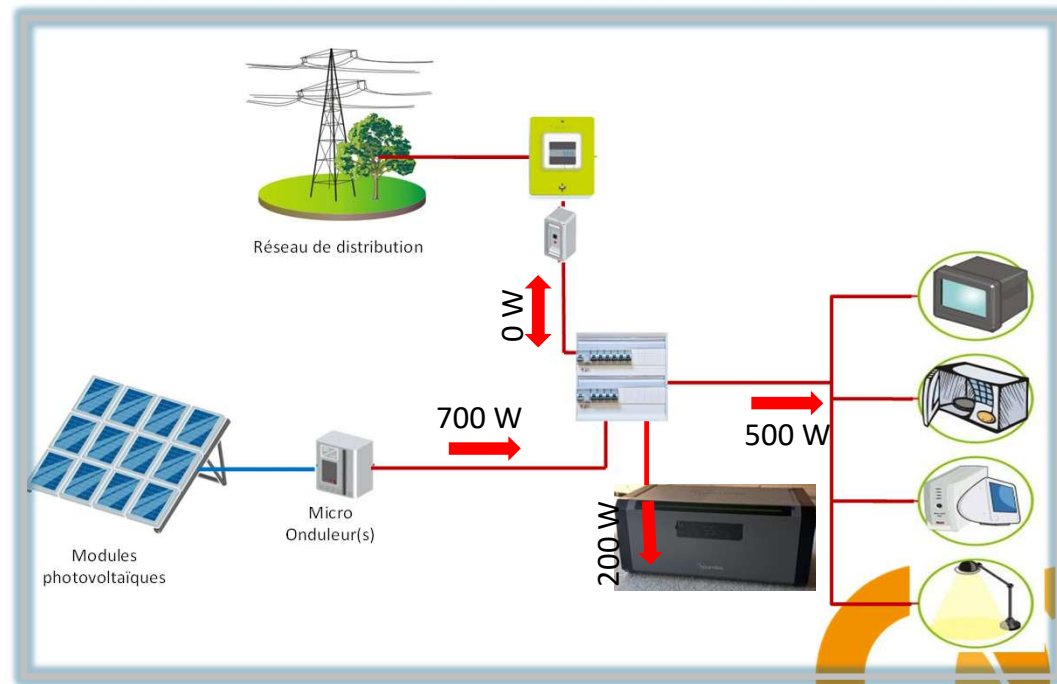 Réseau de distribution
0 W
700 W
500 W
200 W
Micro
Onduleur(s)
Modules
photovoltaïques